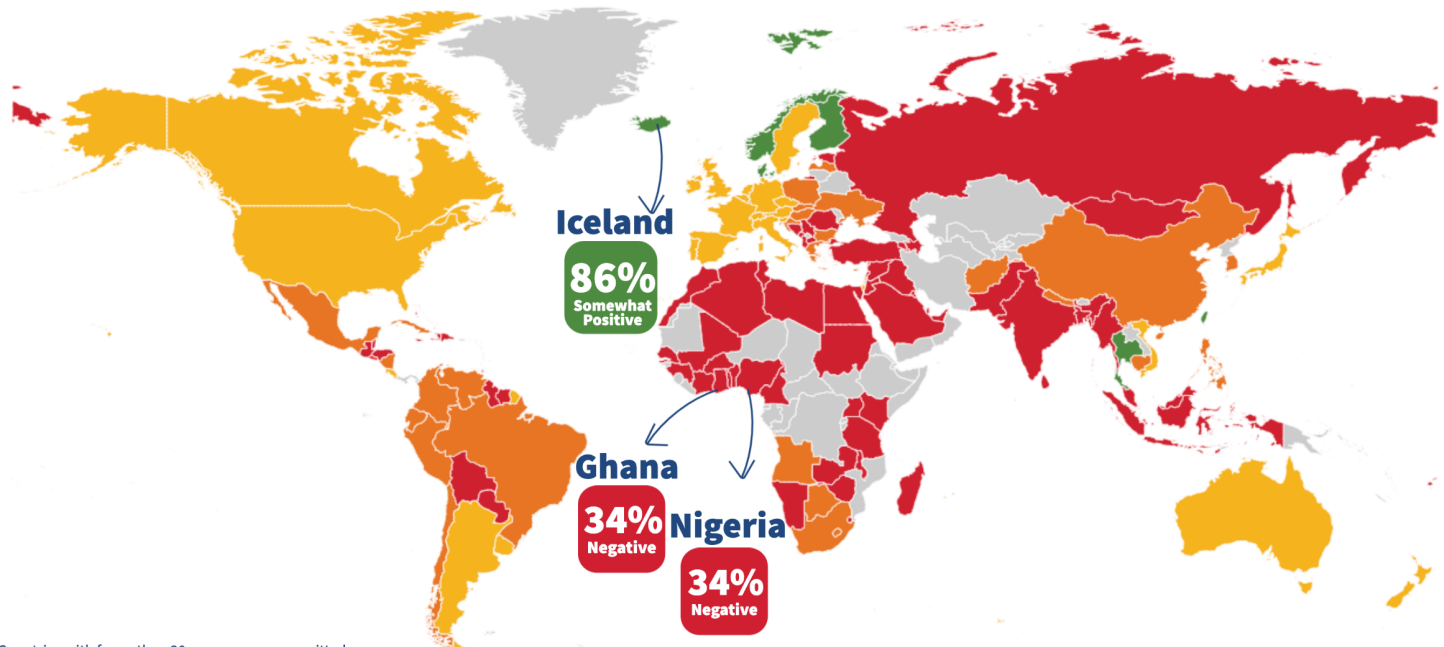 Iceland
86%
Somewhat
Positive
Ghana
34%
Negative
Nigeria
34%
Negative